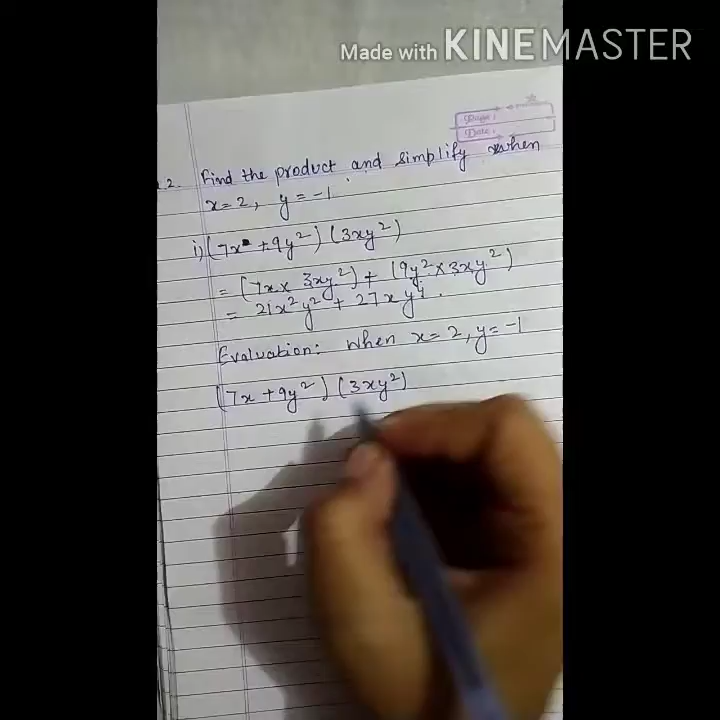 Made with KINEMASTER
Page:
Date:
.2. Find the product and simplify when
x=2, y=-1.
i) (7x + 9y²) (3xy²)
= (7x × 3xy²) + (9y² × 3xy²)
= 21x²y² + 27xy⁴.
Evaluation: When x=2, y=-1
(7x + 9y²) (3xy²)